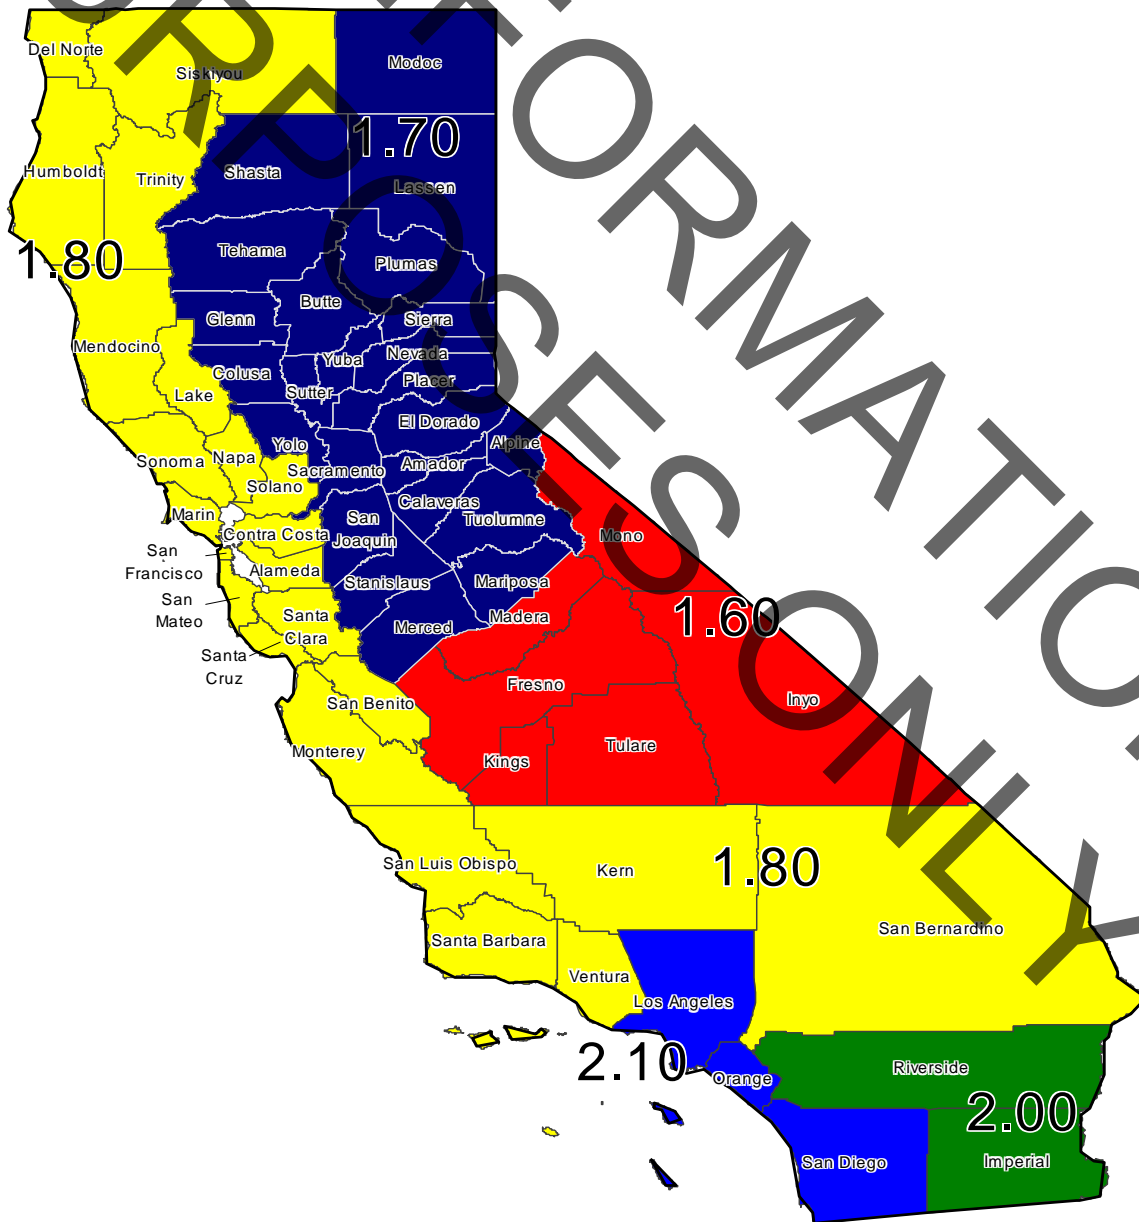 Del Norte
Siskiyou
Modoc
1.70
Humboldt
Trinity
Shasta
Lassen
1.80
Tehama
Plumas
Butte
Glenn
Sierra
Mendocino
Yuba
Nevada
Colusa
Placer
Lake
Sutter
El Dorado
Yolo
Alpine
Sonoma
Napa
Sacramento
Amador
Solano
Calaveras
Marin
San
Joaquin
Tuolumne
Contra Costa
Mono
San
Francisco
Alameda
Stanislaus
Mariposa
San
Mateo
Santa
Clara
Merced
Madera
1.60
Santa
Cruz
Fresno
San Benito
Inyo
Monterey
Kings
Tulare
San Luis Obispo
Kern
1.80
San Bernardino
Santa Barbara
Ventura
Los Angeles
2.10
Orange
Riverside
2.00
San Diego
Imperial
FORMATIO
RPOSES ONLY